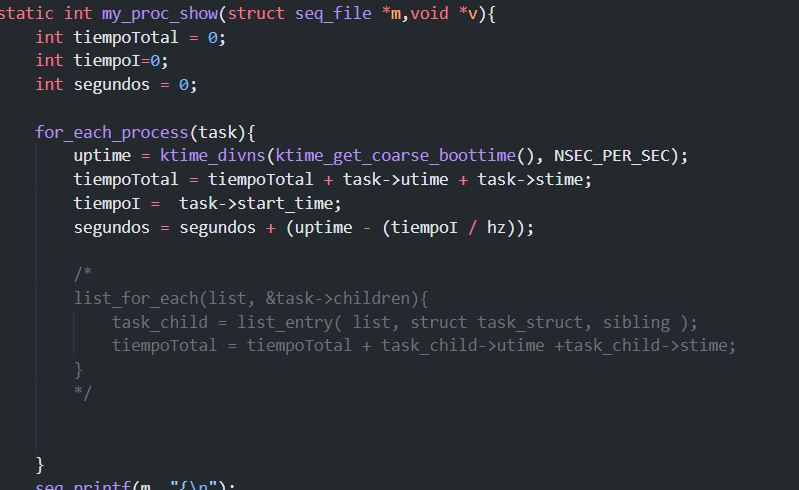 static int my_proc_show(struct seq_file *m,void *v){
int tiempoTotal = 0;
int tiempoI=0;
int segundos = 0;
for_each_process(task){
uptime = ktime_divns(ktime_get_coarse_boottime(), NSEC_PER_SEC);
tiempoTotal = tiempoTotal + task->utime + task->stime;
tiempoI =  task->start_time;
segundos = segundos + (uptime - (tiempoI / hz));
/*
list_for_each(list, &task->children){
task_child = list_entry( list, struct task_struct, sibling );
tiempoTotal = tiempoTotal + task_child->utime +task_child->stime;
}
*/
}
seq_printf(m, "{\n");